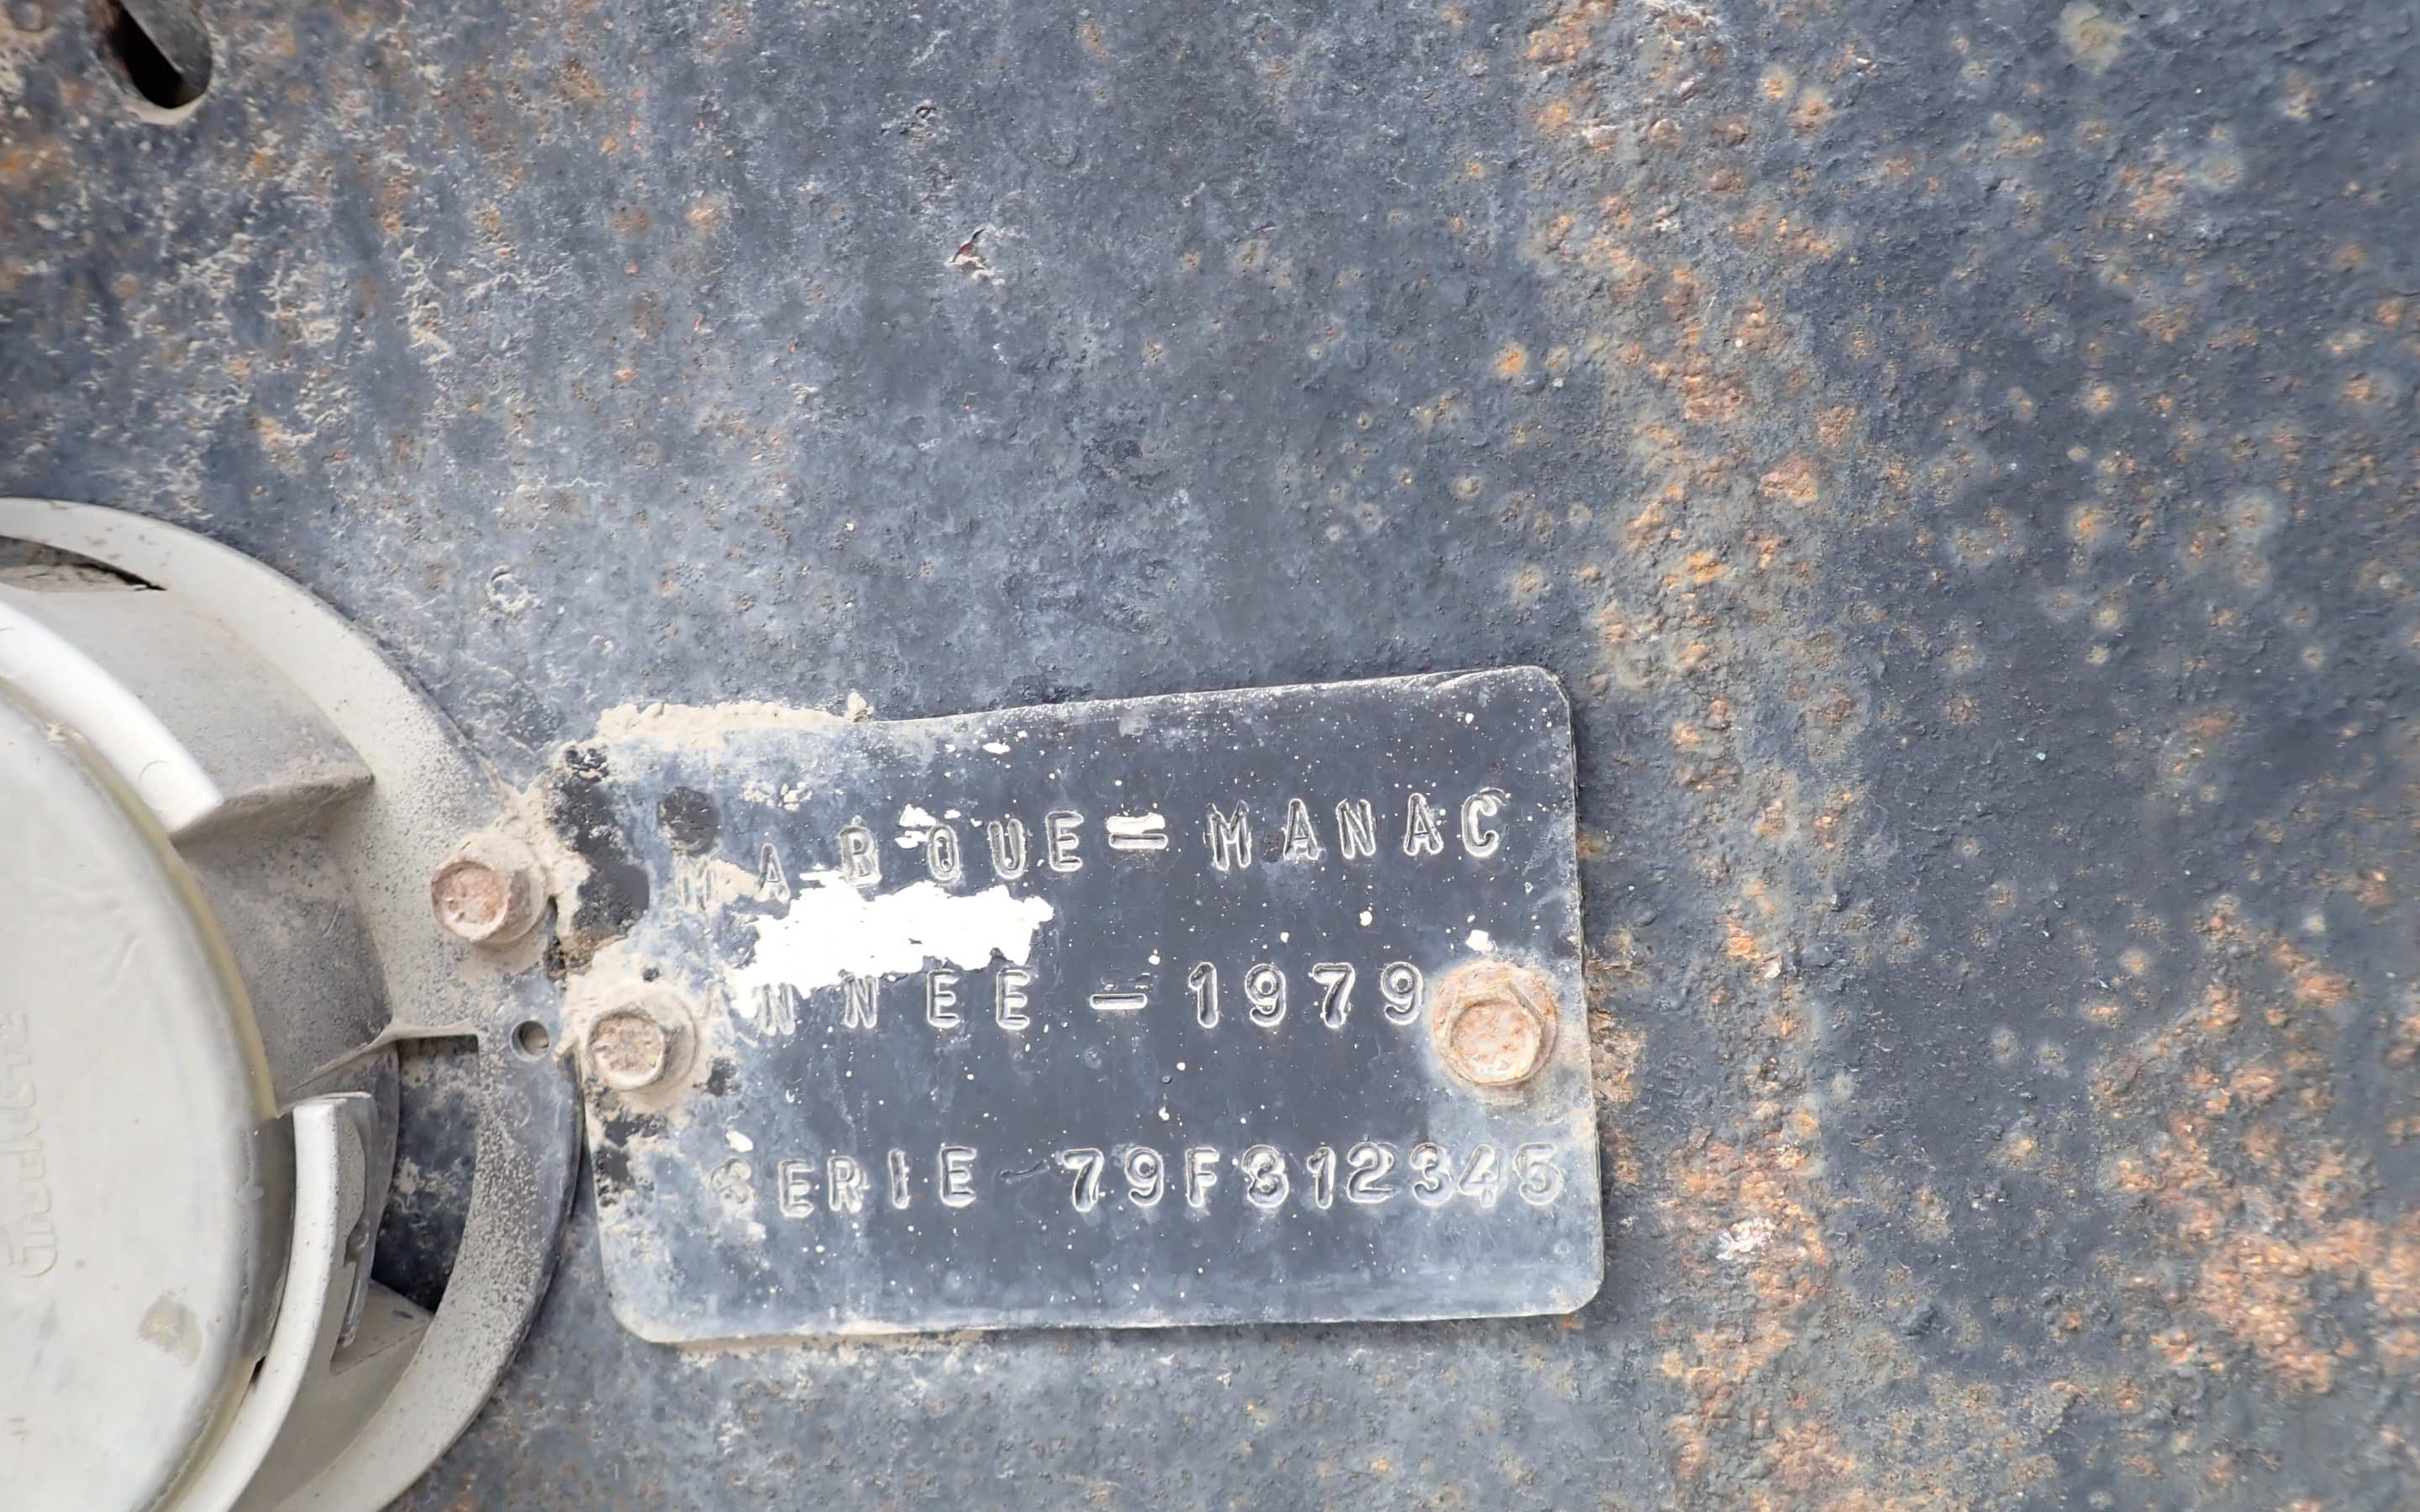 MARQUE — MANAC
ANNEE — 1979
SERIE - 79F812345